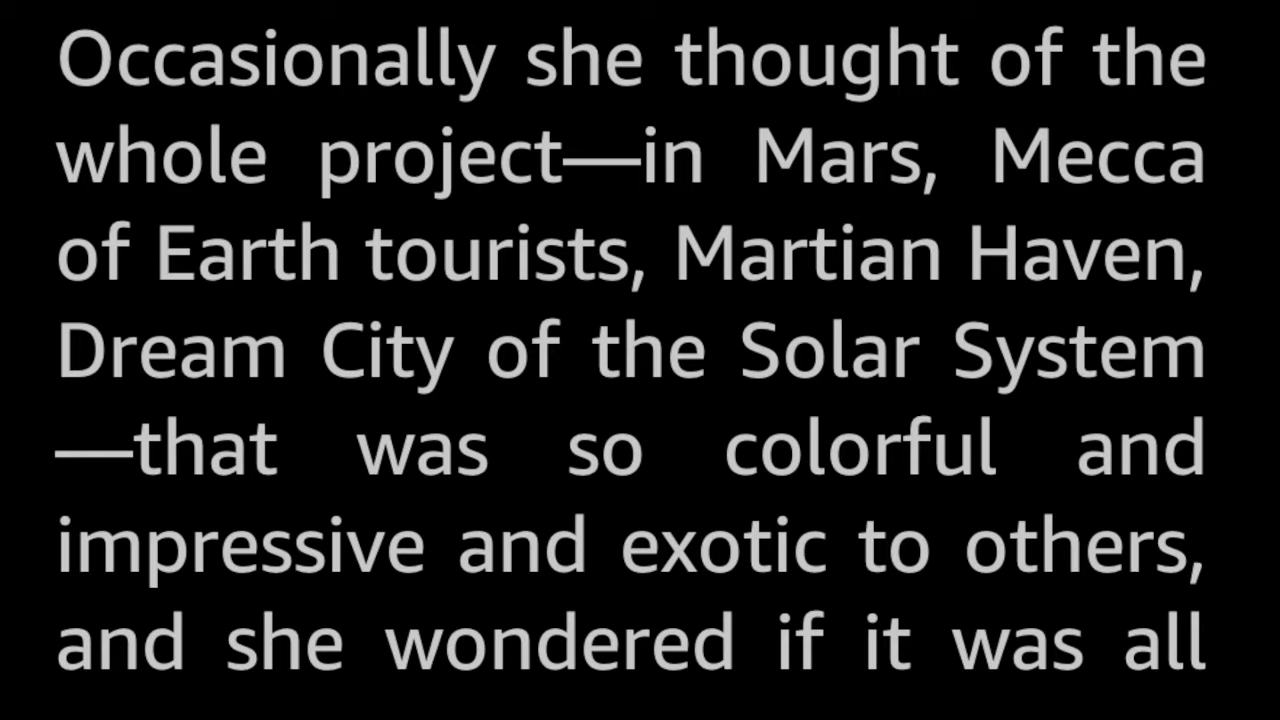 Occasionally she thought of the
whole project—in Mars, Mecca
of Earth tourists, Martian Haven,
Dream City of the Solar System
—that was so colorful and
impressive and exotic to others,
and she wondered if it was all